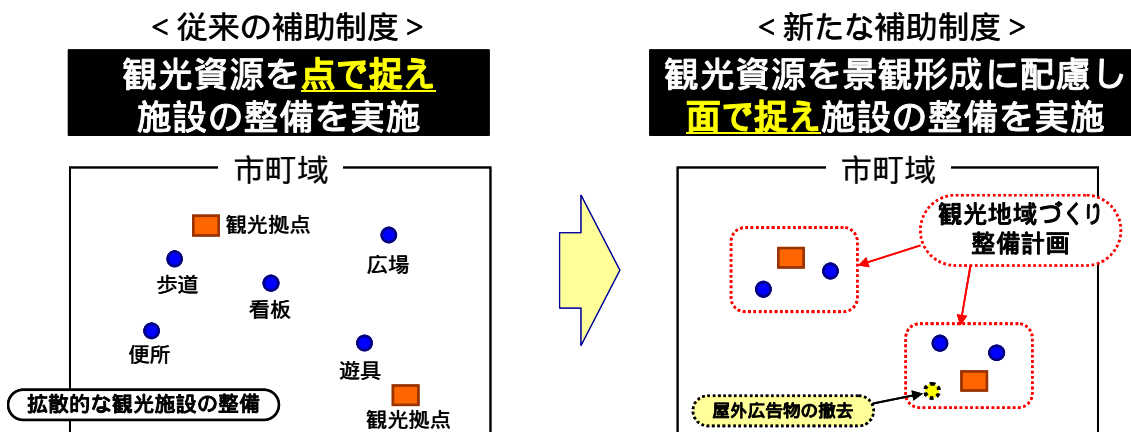 <従来の補助制度>
観光資源を点で捉え
施設の整備を実施
市町域
観光拠点
広場
歩道
看板
便所
遊具
拡散的な観光施設の整備
観光拠点
<新たな補助制度>
観光資源を景観形成に配慮し
面で捉え施設の整備を実施
市町域
観光地域づくり
整備計画
屋外広告物の撤去